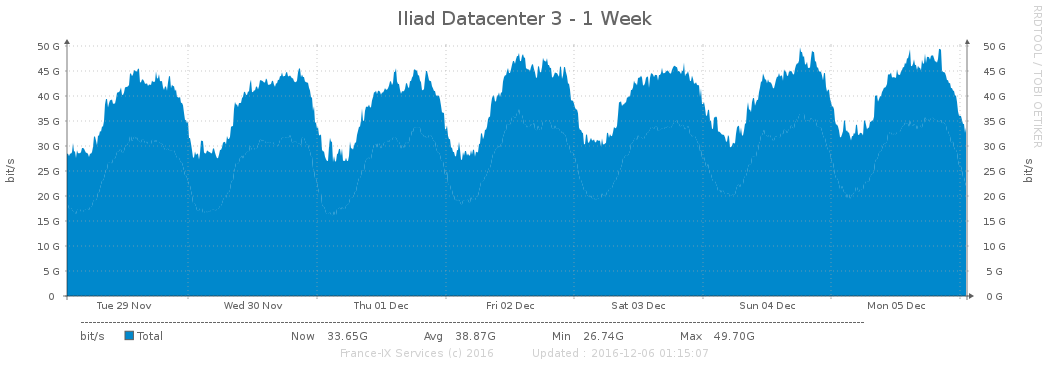 Iliad Datacenter 3 - 1 Week
RRDTOOL / TOBI OETIKER
50 G 50 G
45 G 45 G
40 G 40 G
35 G 35 G
30 G 30 G
25 G 25 G
20 G 20 G
15 G 15 G
10 G 10 G
5 G 5 G
0 0 G
bit/s bit/s
Tue 29 Nov Wed 30 Nov Thu 01 Dec Fri 02 Dec Sat 03 Dec Sun 04 Dec Mon 05 Dec
bit/s Total Now 33.65G Avg 38.87G Min 26.74G Max 49.70G
France-IX Services (c) 2016 Updated : 2016-12-06 01:15:07